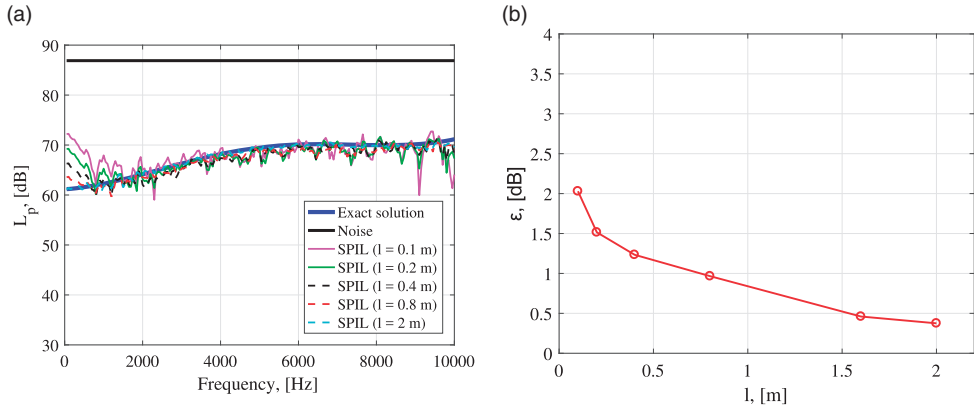 (a)
90
80
70
60
50
40
30
L_p, [dB]
0
2000
4000
6000
8000
10000
Frequency, [Hz]
Exact solution
Noise
SPIL (l = 0.1 m)
SPIL (l = 0.2 m)
SPIL (l = 0.4 m)
SPIL (l = 0.8 m)
SPIL (l = 2 m)
(b)
4
3.5
3
2.5
2
1.5
1
0.5
0
ε, [dB]
0
0.5
1
1.5
2
l, [m]